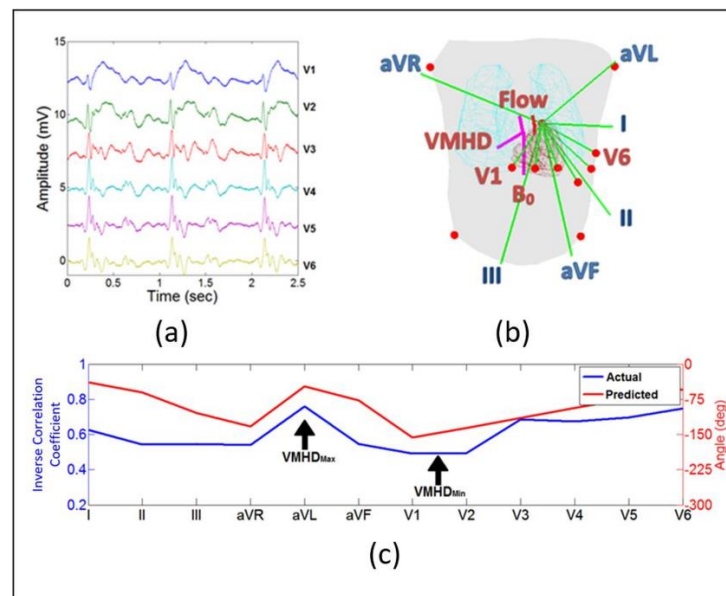 15
10
5
0
Amplitude (mV)
V1
V2
V3
V4
V5
V6
0 0.5 1 1.5 2 2.5
Time (sec)
(a)
aVR
aVL
Flow
I
VMHD
V6
V1
B0
II
III
aVF
(b)
1
0.8
0.6
0.4
0.2
Inverse Correlation
Coefficient
Actual
Predicted
0
-75
-150
-225
-300
Angle (deg)
VMHDMax
VMHDMin
I II III aVR aVL aVF V1 V2 V3 V4 V5 V6
(c)